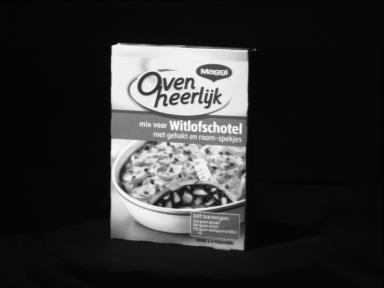 Maggi
Oven
heerlijk
mix voor Witlofschotel
met gehakt en room-spekjes
zelf toevoegen: